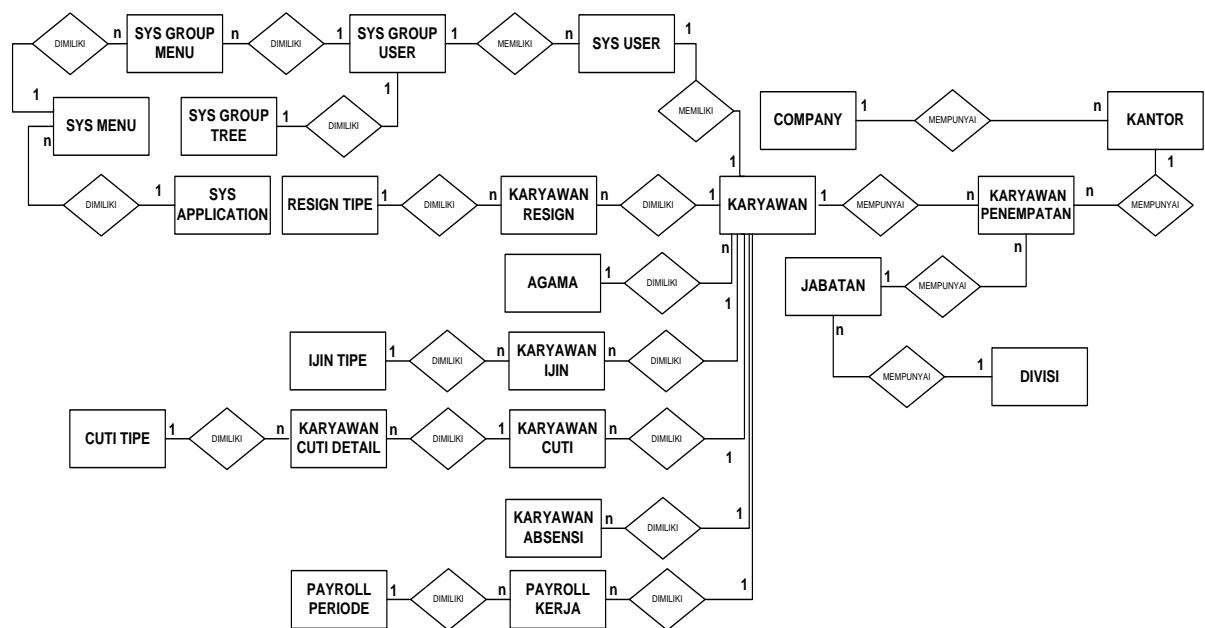 DIMILIKI
n
SYS GROUP
MENU
n
DIMILIKI
1
SYS GROUP
USER
1
MEMILIKI
n
SYS USER
1
1
SYS MENU
n
SYS GROUP
TREE
1
DIMILIKI
1
MEMILIKI
1
COMPANY
1
MEMPUNYAI
n
KANTOR
1
DIMILIKI
1
SYS
APPLICATION
RESIGN TIPE
1
DIMILIKI
n
KARYAWAN
RESIGN
n
DIMILIKI
1
KARYAWAN
1
MEMPUNYAI
n
KARYAWAN
PENEMPATAN
n
MEMPUNYAI
n
AGAMA
1
DIMILIKI
n
JABATAN
1
MEMPUNYAI
n
IJIN TIPE
1
DIMILIKI
n
KARYAWAN
IJIN
n
DIMILIKI
1
MEMPUNYAI
1
DIVISI
CUTI TIPE
1
DIMILIKI
n
KARYAWAN
CUTI DETAIL
n
DIMILIKI
1
KARYAWAN
CUTI
n
DIMILIKI
1
KARYAWAN
ABSENSI
n
DIMILIKI
1
PAYROLL
PERIODE
1
DIMILIKI
n
PAYROLL
KERJA
n
DIMILIKI
1